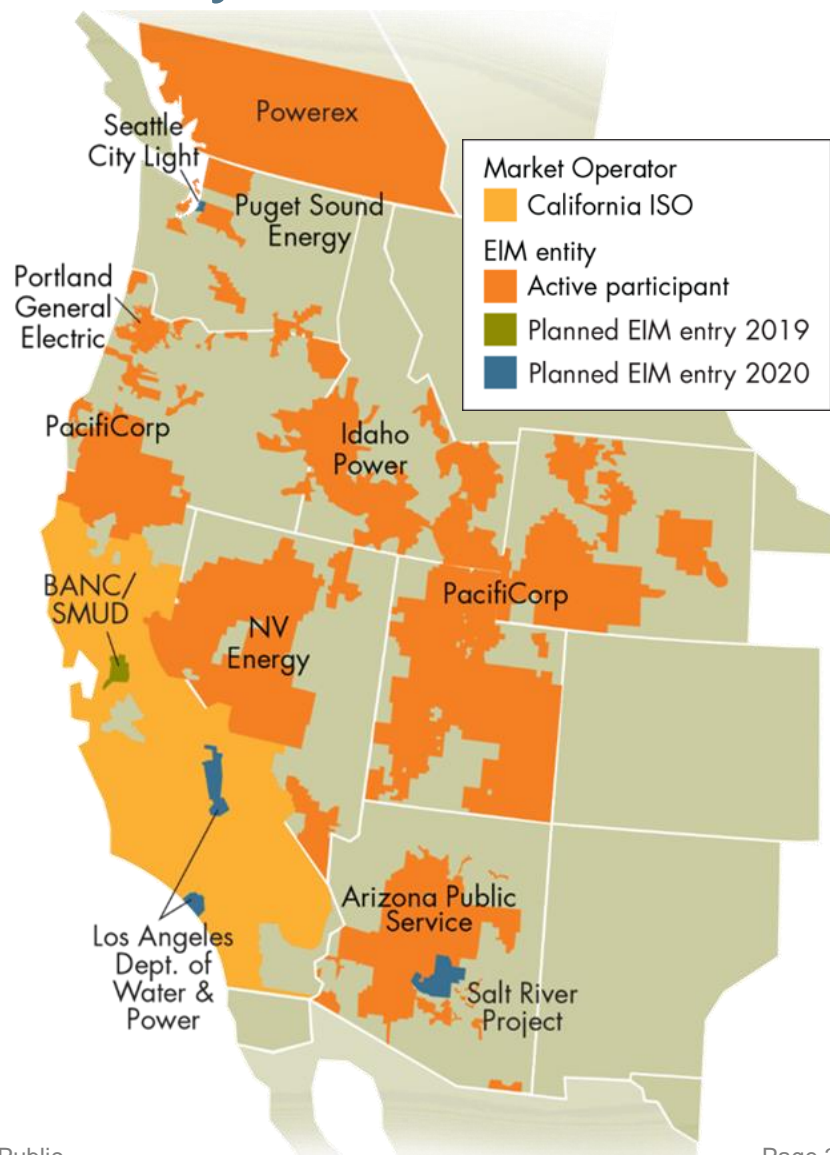 Powerex
Seattle
City Light
Puget Sound
Energy
Market Operator
California ISO
EIM entity
Active participant
Planned EIM entry 2019
Planned EIM entry 2020
Portland
General
Electric
PacifiCorp
Idaho
Power
BANC/
SMUD
NV
Energy
PacifiCorp
Arizona Public
Service
Los Angeles
Dept. of
Water &
Power
Salt River
Project
Public
Page